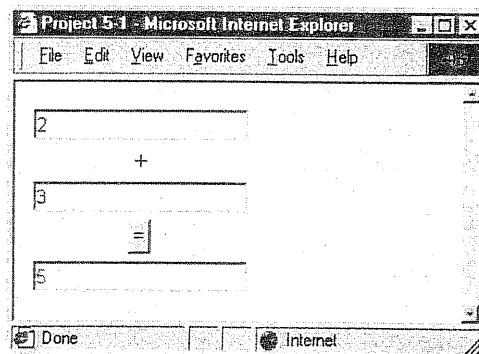 Project 5-1 - Microsoft Internet Explorer
File Edit View Favorites Tools Help
2
+
3
=
5
Done Internet